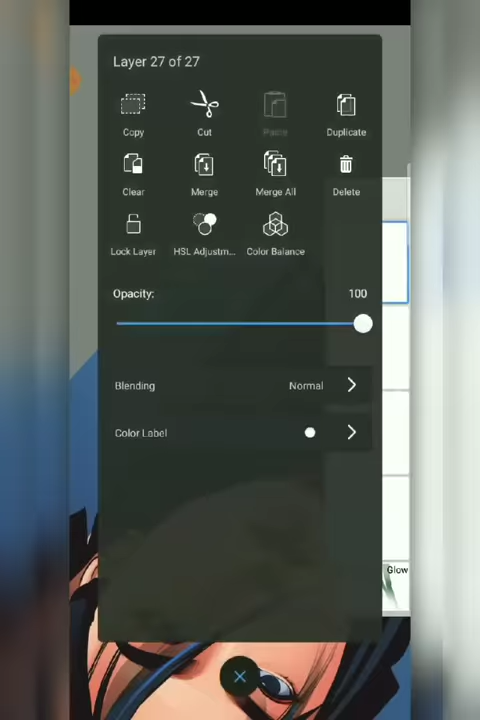 Layer 27 of 27
Copy
Cut
Paste
Duplicate
Clear
Merge
Merge All
Delete
Lock Layer
HSL Adjustm...
Color Balance
Opacity:
100
Blending
Normal
Color Label
Glow